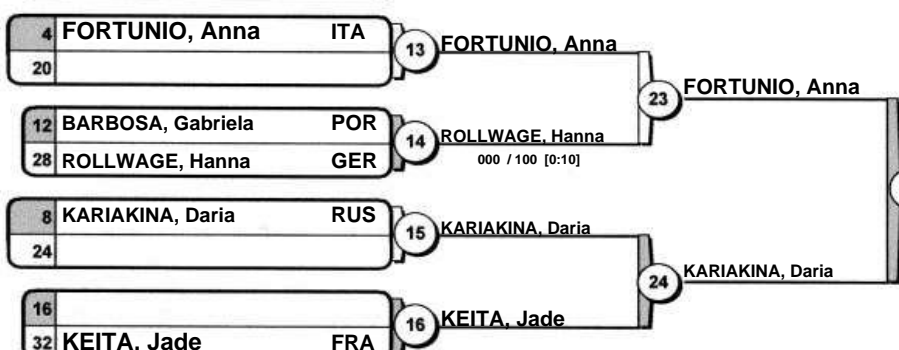 4 FORTUNIO, Anna ITA
20
13 FORTUNIO, Anna
23 FORTUNIO, Anna
12 BARBOSA, Gabriela POR
28 ROLLWAGE, Hanna GER
14 ROLLWAGE, Hanna
000 / 100 [0:10]
8 KARIAKINA, Daria RUS
24
15 KARIAKINA, Daria
24 KARIAKINA, Daria
16
32 KEITA, Jade FRA
16 KEITA, Jade